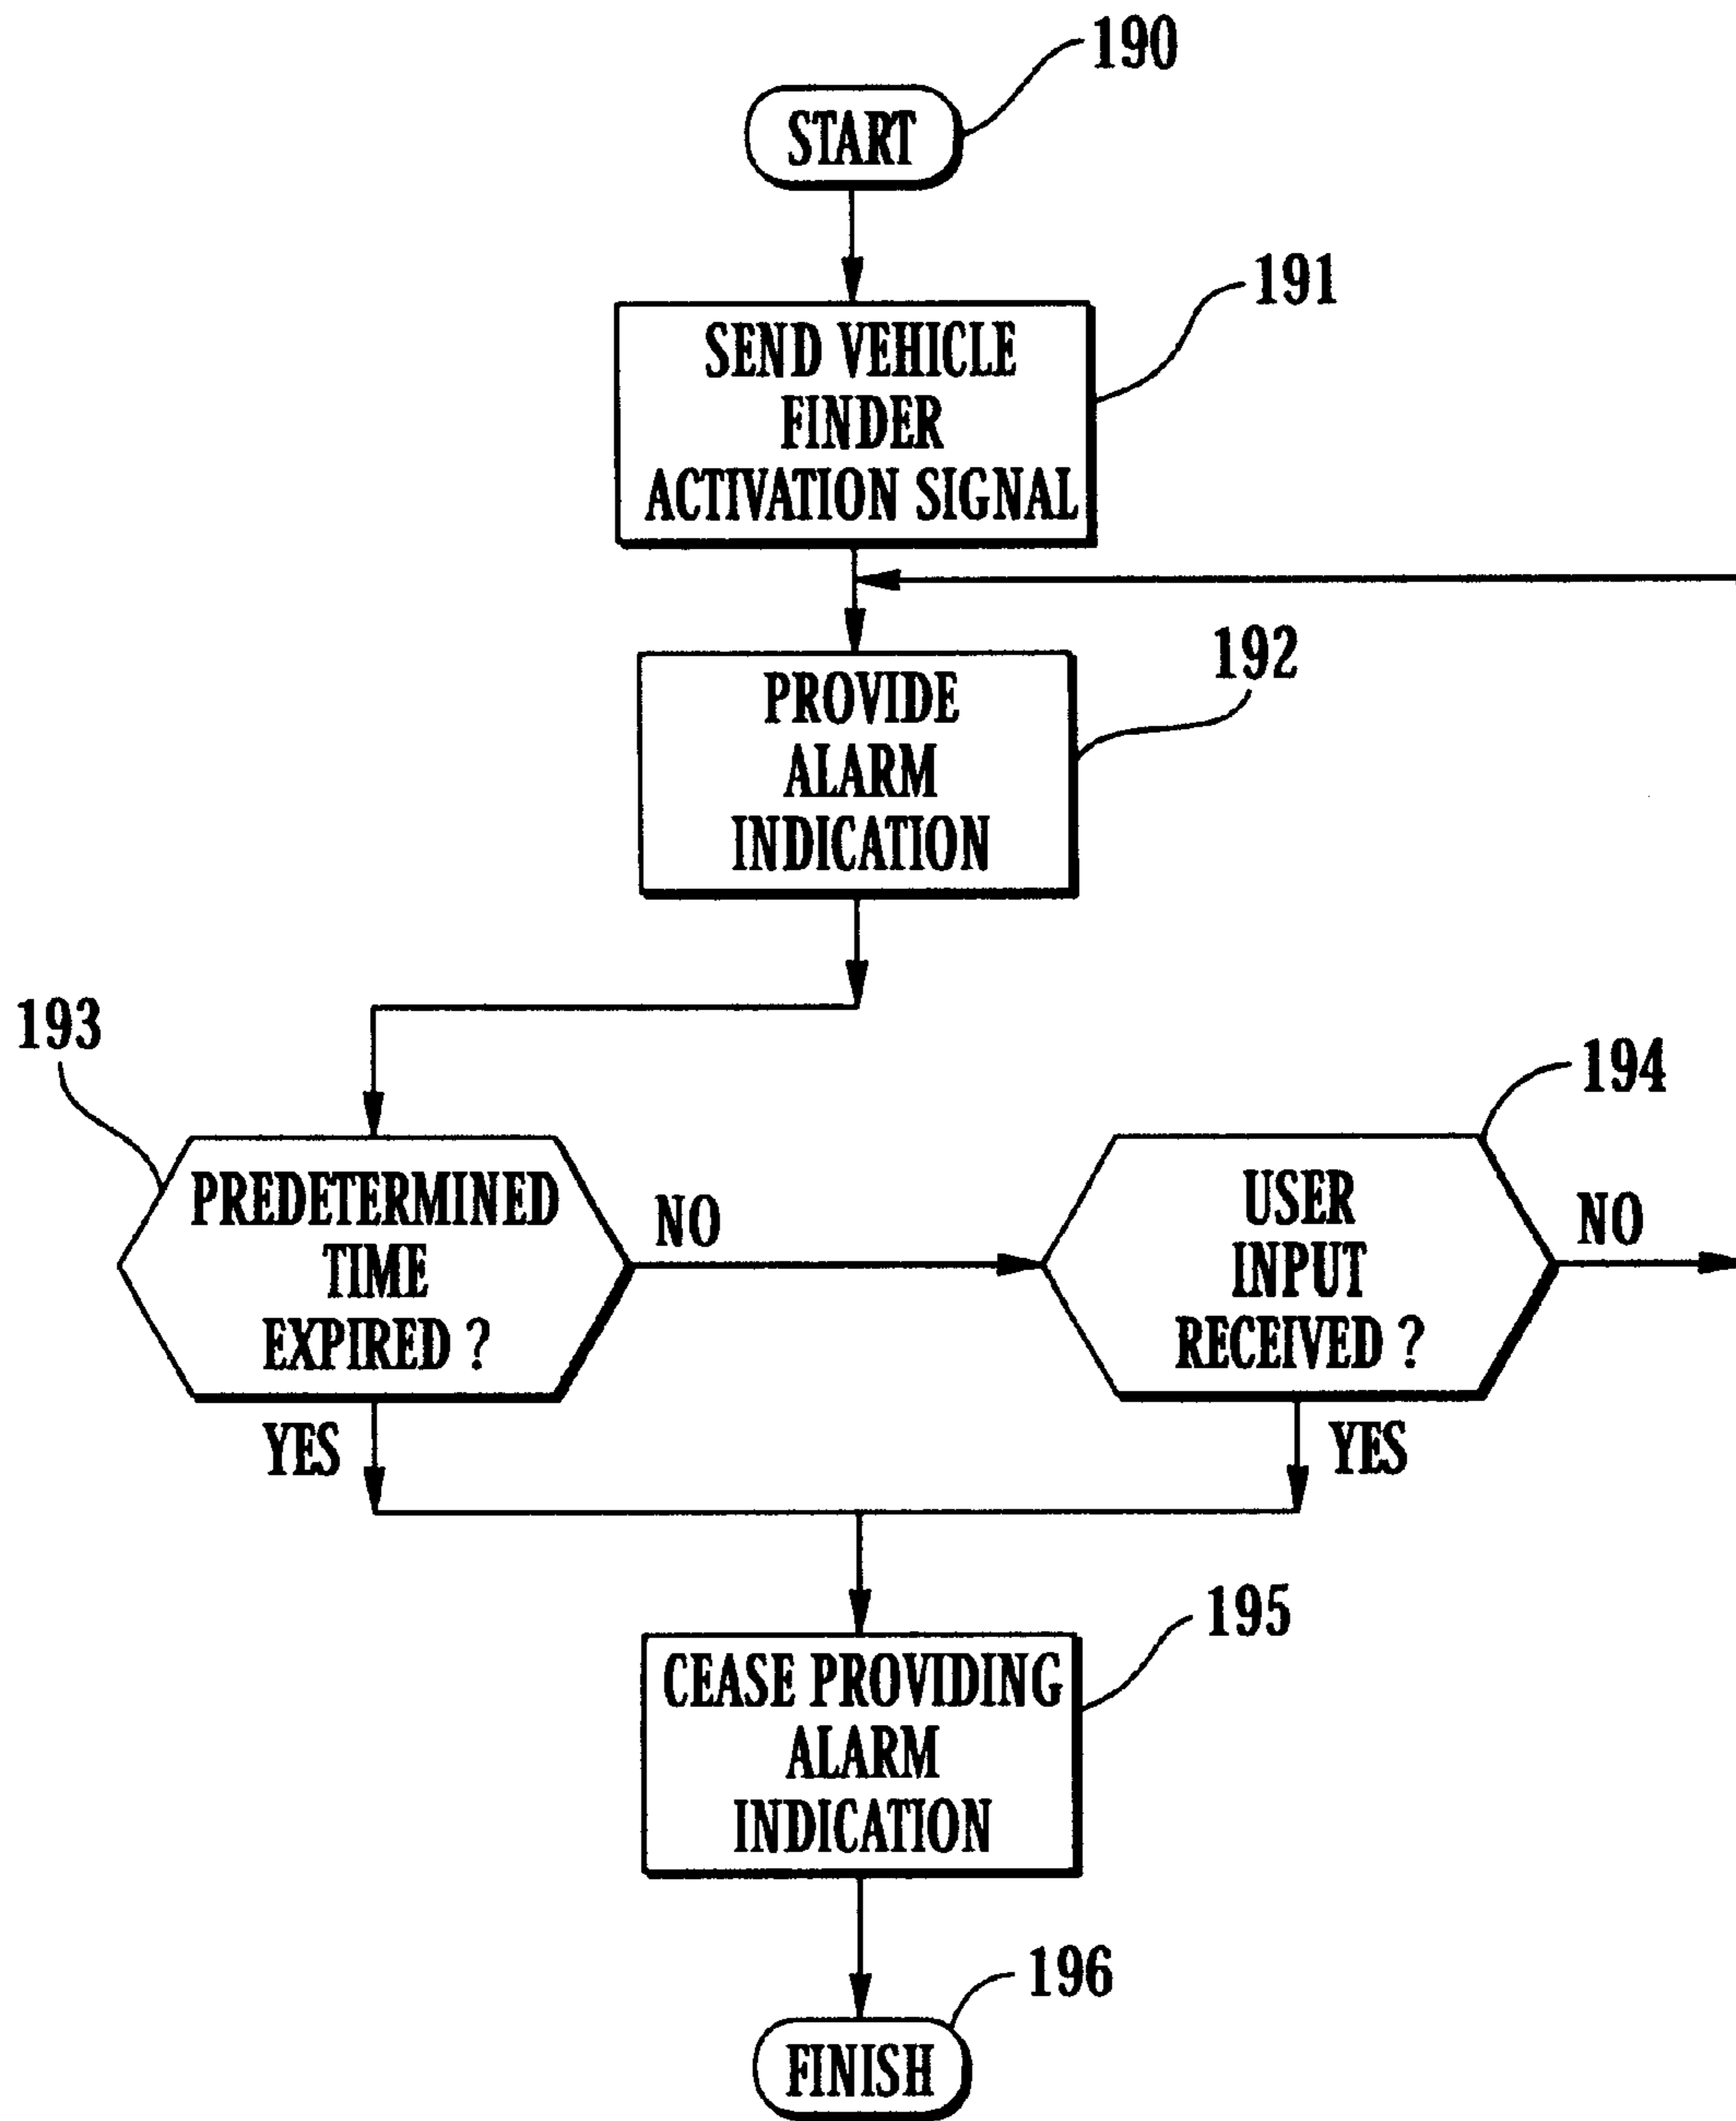 190
START
191
SEND VEHICLE
FINDER
ACTIVATION SIGNAL
192
PROVIDE
ALARM
INDICATION
193
PREDETERMINED
TIME
EXPIRED ?
NO
YES
194
USER
INPUT
RECEIVED ?
NO
YES
195
CEASE PROVIDING
ALARM
INDICATION
196
FINISH